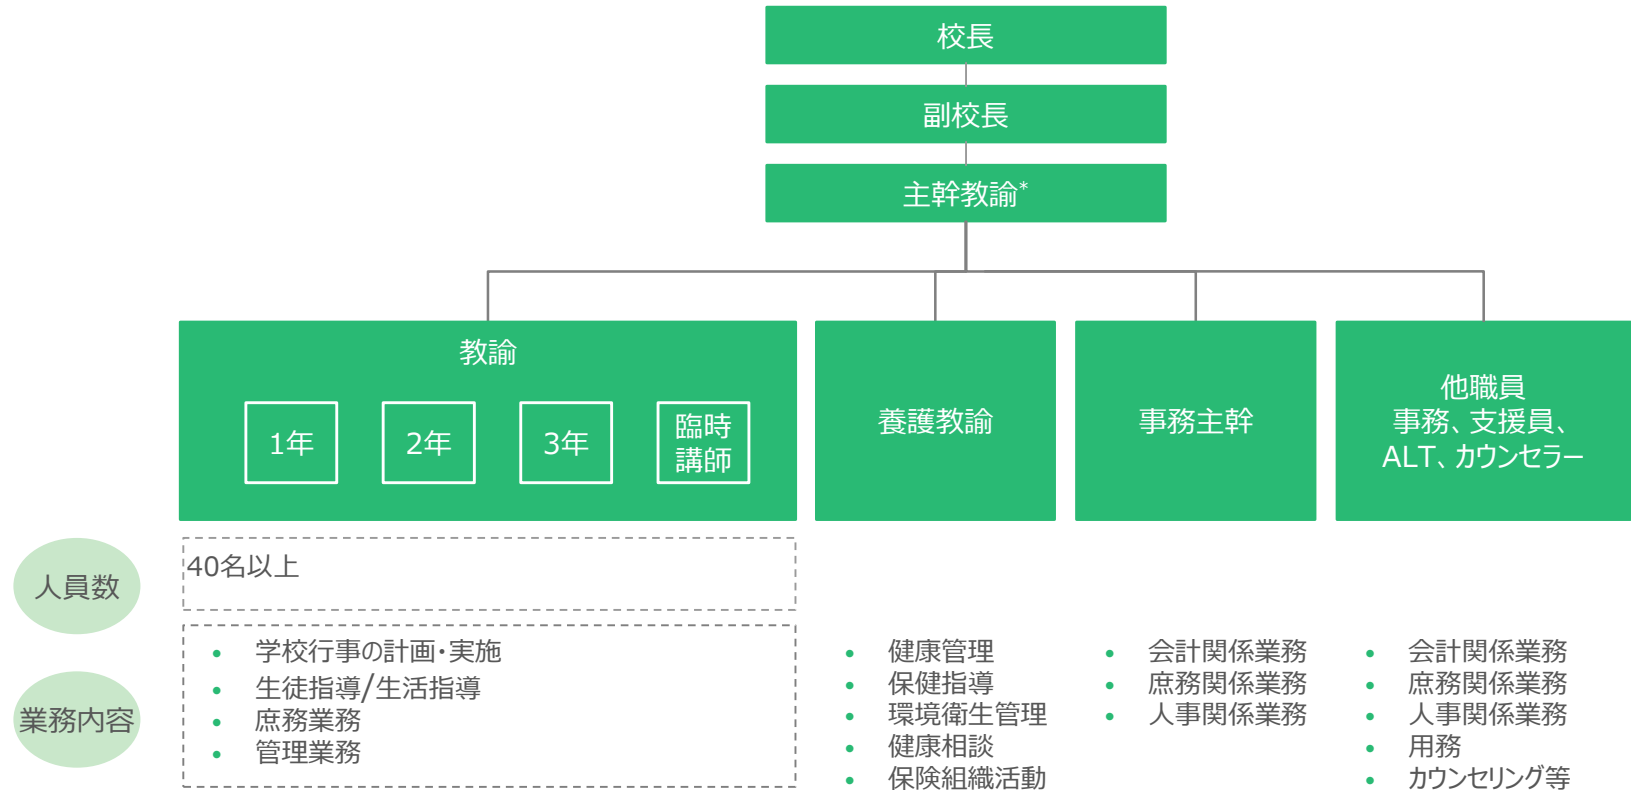 校長
副校長
主幹教諭*
教諭
1年
2年
3年
臨時
講師
養護教諭
事務主幹
他職員
事務、支援員、
ALT、カウンセラー
人員数
40名以上
業務内容
• 学校行事の計画・実施
• 生徒指導/生活指導
• 庶務業務
• 管理業務
• 健康管理
• 保健指導
• 環境衛生管理
• 健康相談
• 保険組織活動
• 会計関係業務
• 庶務関係業務
• 人事関係業務
• 会計関係業務
• 庶務関係業務
• 人事関係業務
• 用務
• カウンセリング等